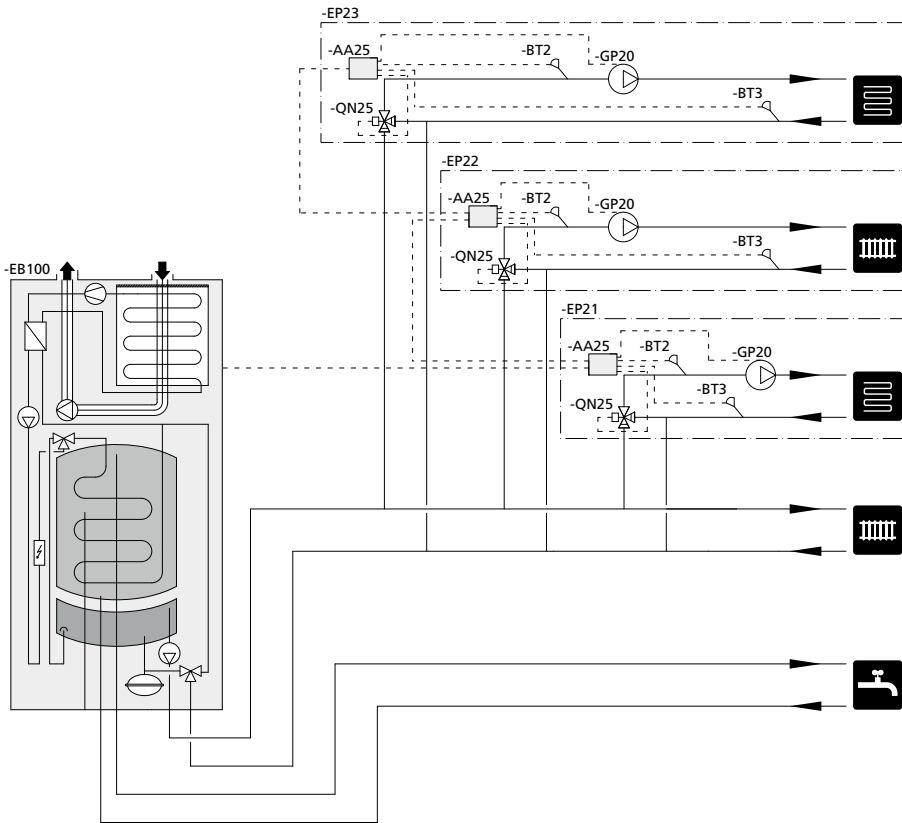 -EP23
-AA25
-BT2
-GP20
-QN25
-BT3
-EP22
-AA25
-BT2
-GP20
-QN25
-BT3
-EB100
-EP21
-AA25
-BT2
-GP20
-QN25
-BT3